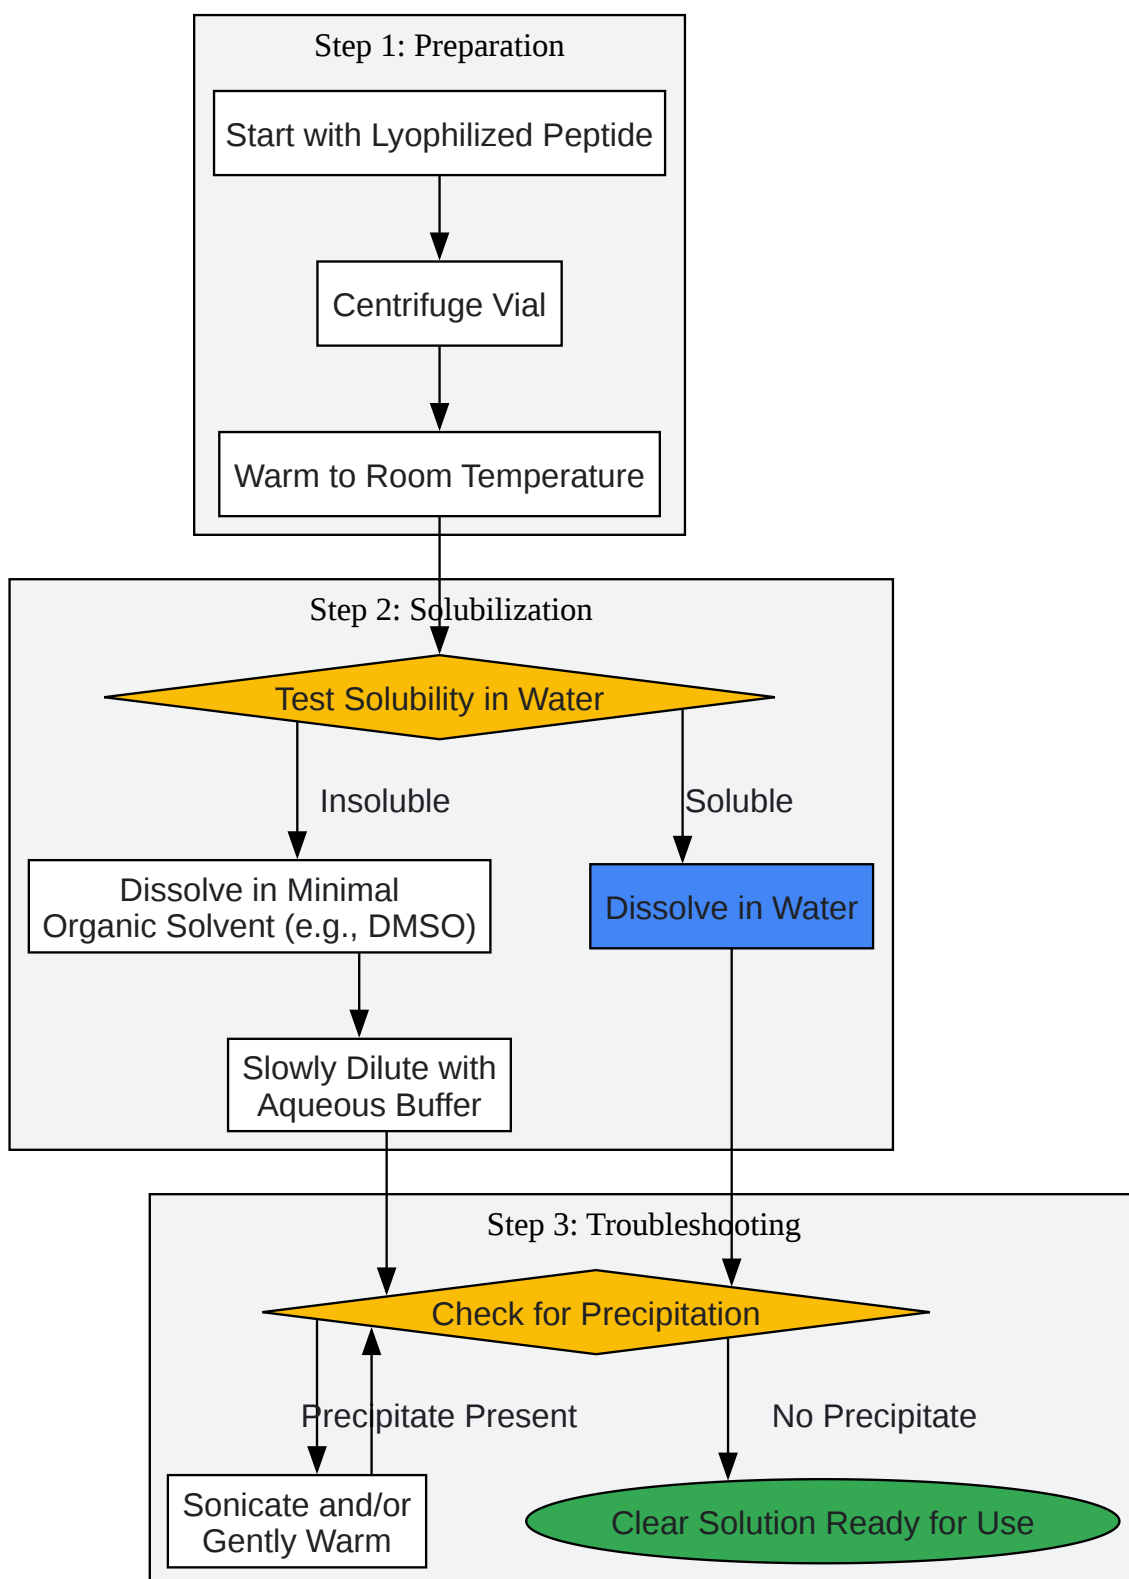 Step 1: Preparation
Start with Lyophilized Peptide
Centrifuge Vial
Warm to Room Temperature
Step 2: Solubilization
Test Solubility in Water
Insoluble
Soluble
Dissolve in Minimal
Organic Solvent (e.g., DMSO)
Dissolve in Water
Slowly Dilute with
Aqueous Buffer
Step 3: Troubleshooting
Check for Precipitation
Precipitate Present
No Precipitate
Sonicate and/or
Gently Warm
Clear Solution Ready for Use